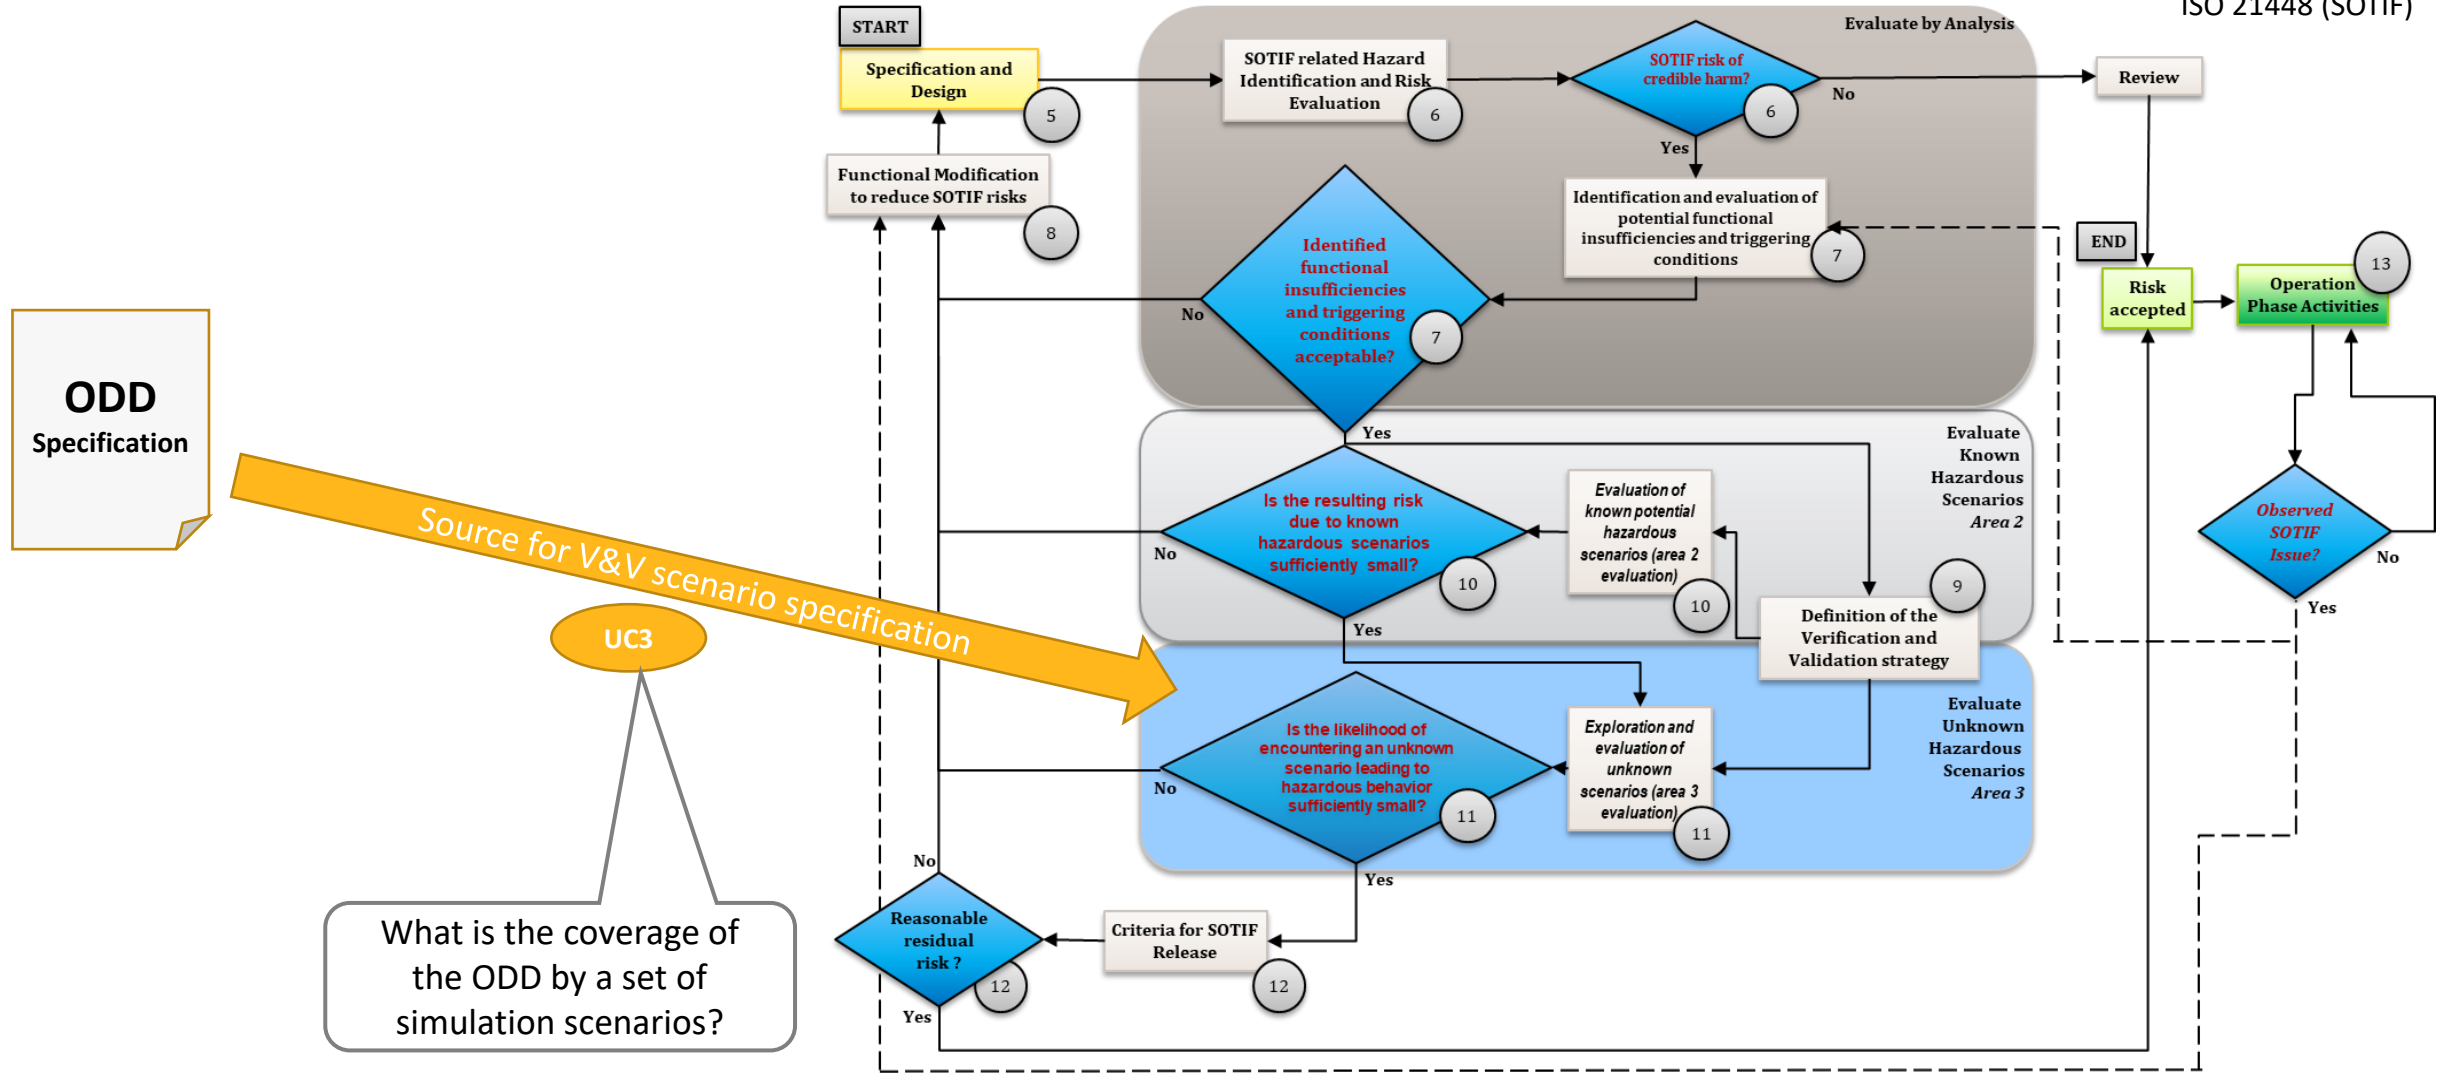 ISO 21448 (SOTIF)
START
Evaluate by Analysis
Specification and
Design
5
SOTIF related Hazard
Identification and Risk
Evaluation
6
SOTIF risk of
credible harm?
6
No
Yes
Review
Functional Modification
to reduce SOTIF risks
8
Identification and evaluation of
potential functional
insufficiencies and triggering
conditions
7
Identified
functional
insufficiencies
and triggering
conditions
acceptable?
7
No
Yes
END
Risk
accepted
Operation
Phase Activities
13
ODD
Specification
Source for V&V scenario specification
UC3
What is the coverage of
the ODD by a set of
simulation scenarios?
Evaluate
Known
Hazardous
Scenarios
Area 2
Is the resulting risk
due to known
hazardous scenarios
sufficiently small?
10
No
Yes
Evaluation of
known potential
hazardous
scenarios (area 2
evaluation)
10
9
Definition of the
Verification and
Validation strategy
Observed
SOTIF
Issue?
No
Yes
Evaluate
Unknown
Hazardous
Scenarios
Area 3
Is the likelihood of
encountering an unknown
scenario leading to
hazardous behavior
sufficiently small?
11
No
Yes
Exploration and
evaluation of
unknown
scenarios (area 3
evaluation)
11
No
Reasonable
residual
risk ?
12
Yes
Criteria for SOTIF
Release
12